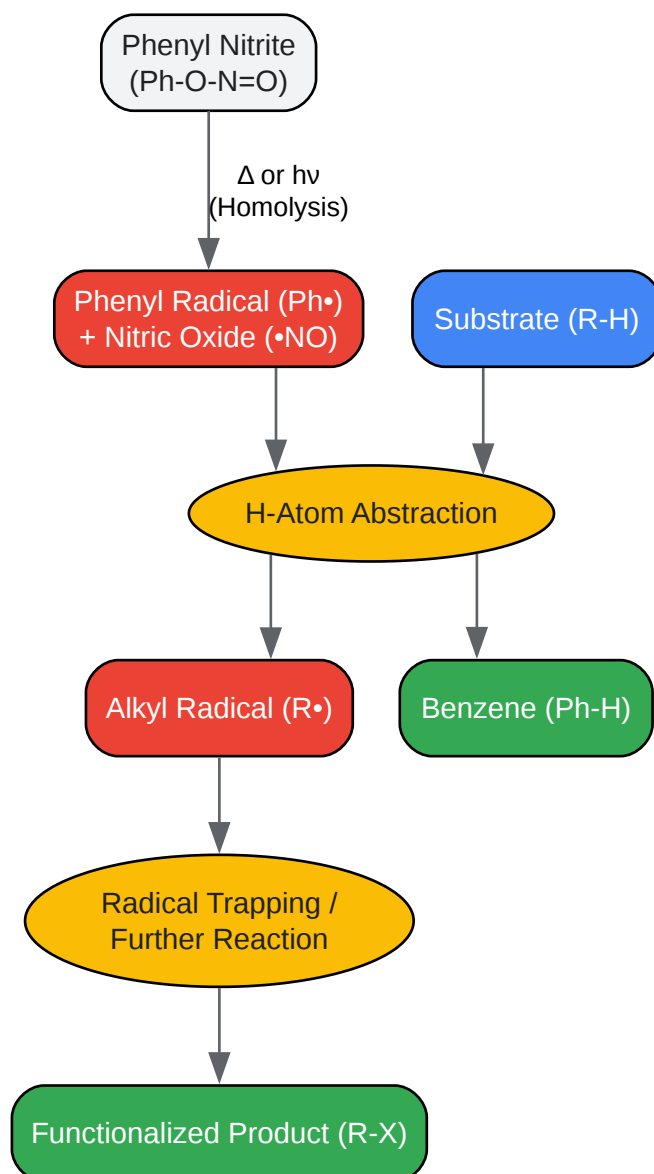 Phenyl Nitrite
(Ph-O-N=O)
Δ or hν
(Homolysis)
Phenyl Radical (Ph•)
+ Nitric Oxide (•NO)
Substrate (R-H)
H-Atom Abstraction
Alkyl Radical (R•)
Benzene (Ph-H)
Radical Trapping /
Further Reaction
Functionalized Product (R-X)